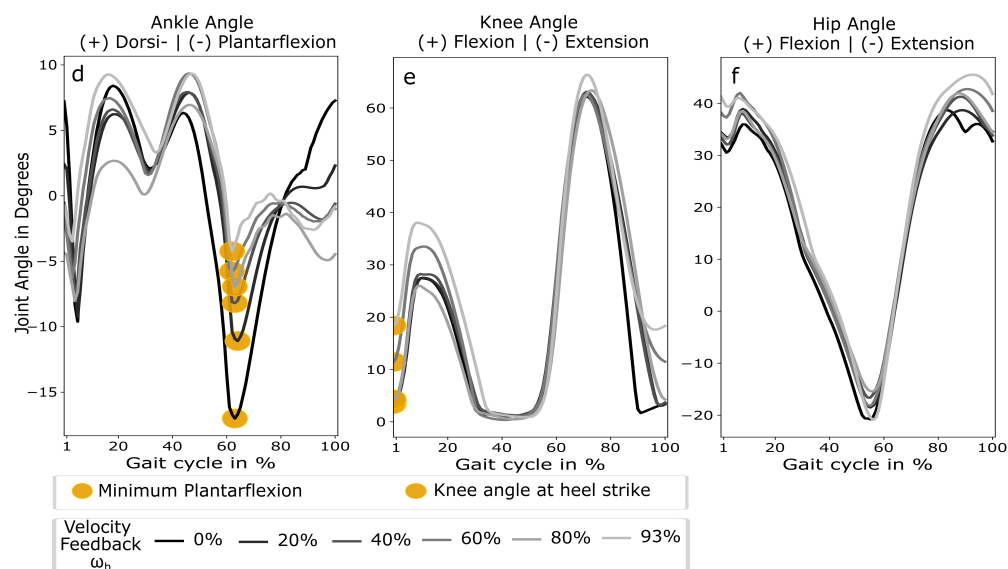 Ankle Angle
(+) Dorsi- | (-) Plantarflexion
Knee Angle
(+) Flexion | (-) Extension
Hip Angle
(+) Flexion | (-) Extension
d
e
f
Joint Angle in Degrees
10
5
0
−5
−10
−15
60
50
40
30
20
10
0
40
30
20
10
0
−10
−20
1 20 40 60 80 100
1 20 40 60 80 100
1 20 40 60 80 100
Gait cycle in %
Gait cycle in %
Gait cycle in %
Minimum Plantarflexion
Knee angle at heel strike
Velocity
Feedback
ωh
0% 20% 40% 60% 80% 93%